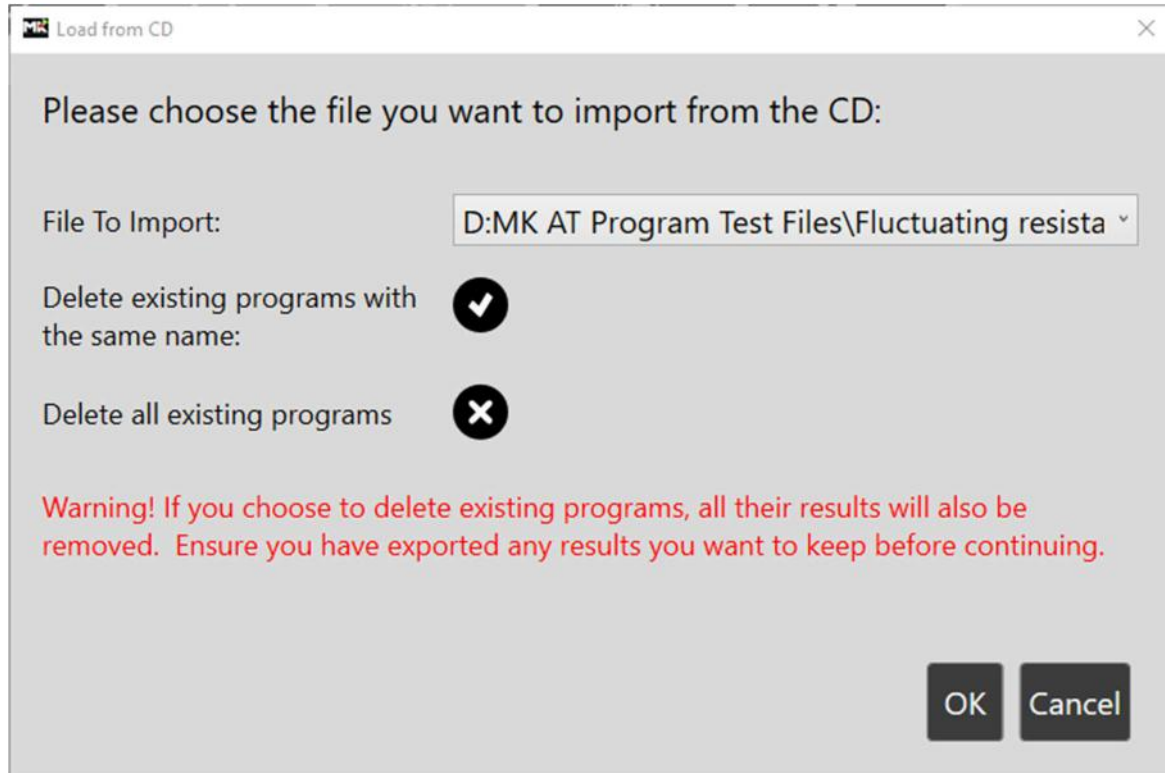 MK Load from CD
Please choose the file you want to import from the CD:
File To Import:
D:MK AT Program Test Files\Fluctuating resista
Delete existing programs with
the same name:
Delete all existing programs
Warning! If you choose to delete existing programs, all their results will also be
removed.  Ensure you have exported any results you want to keep before continuing.
OK
Cancel